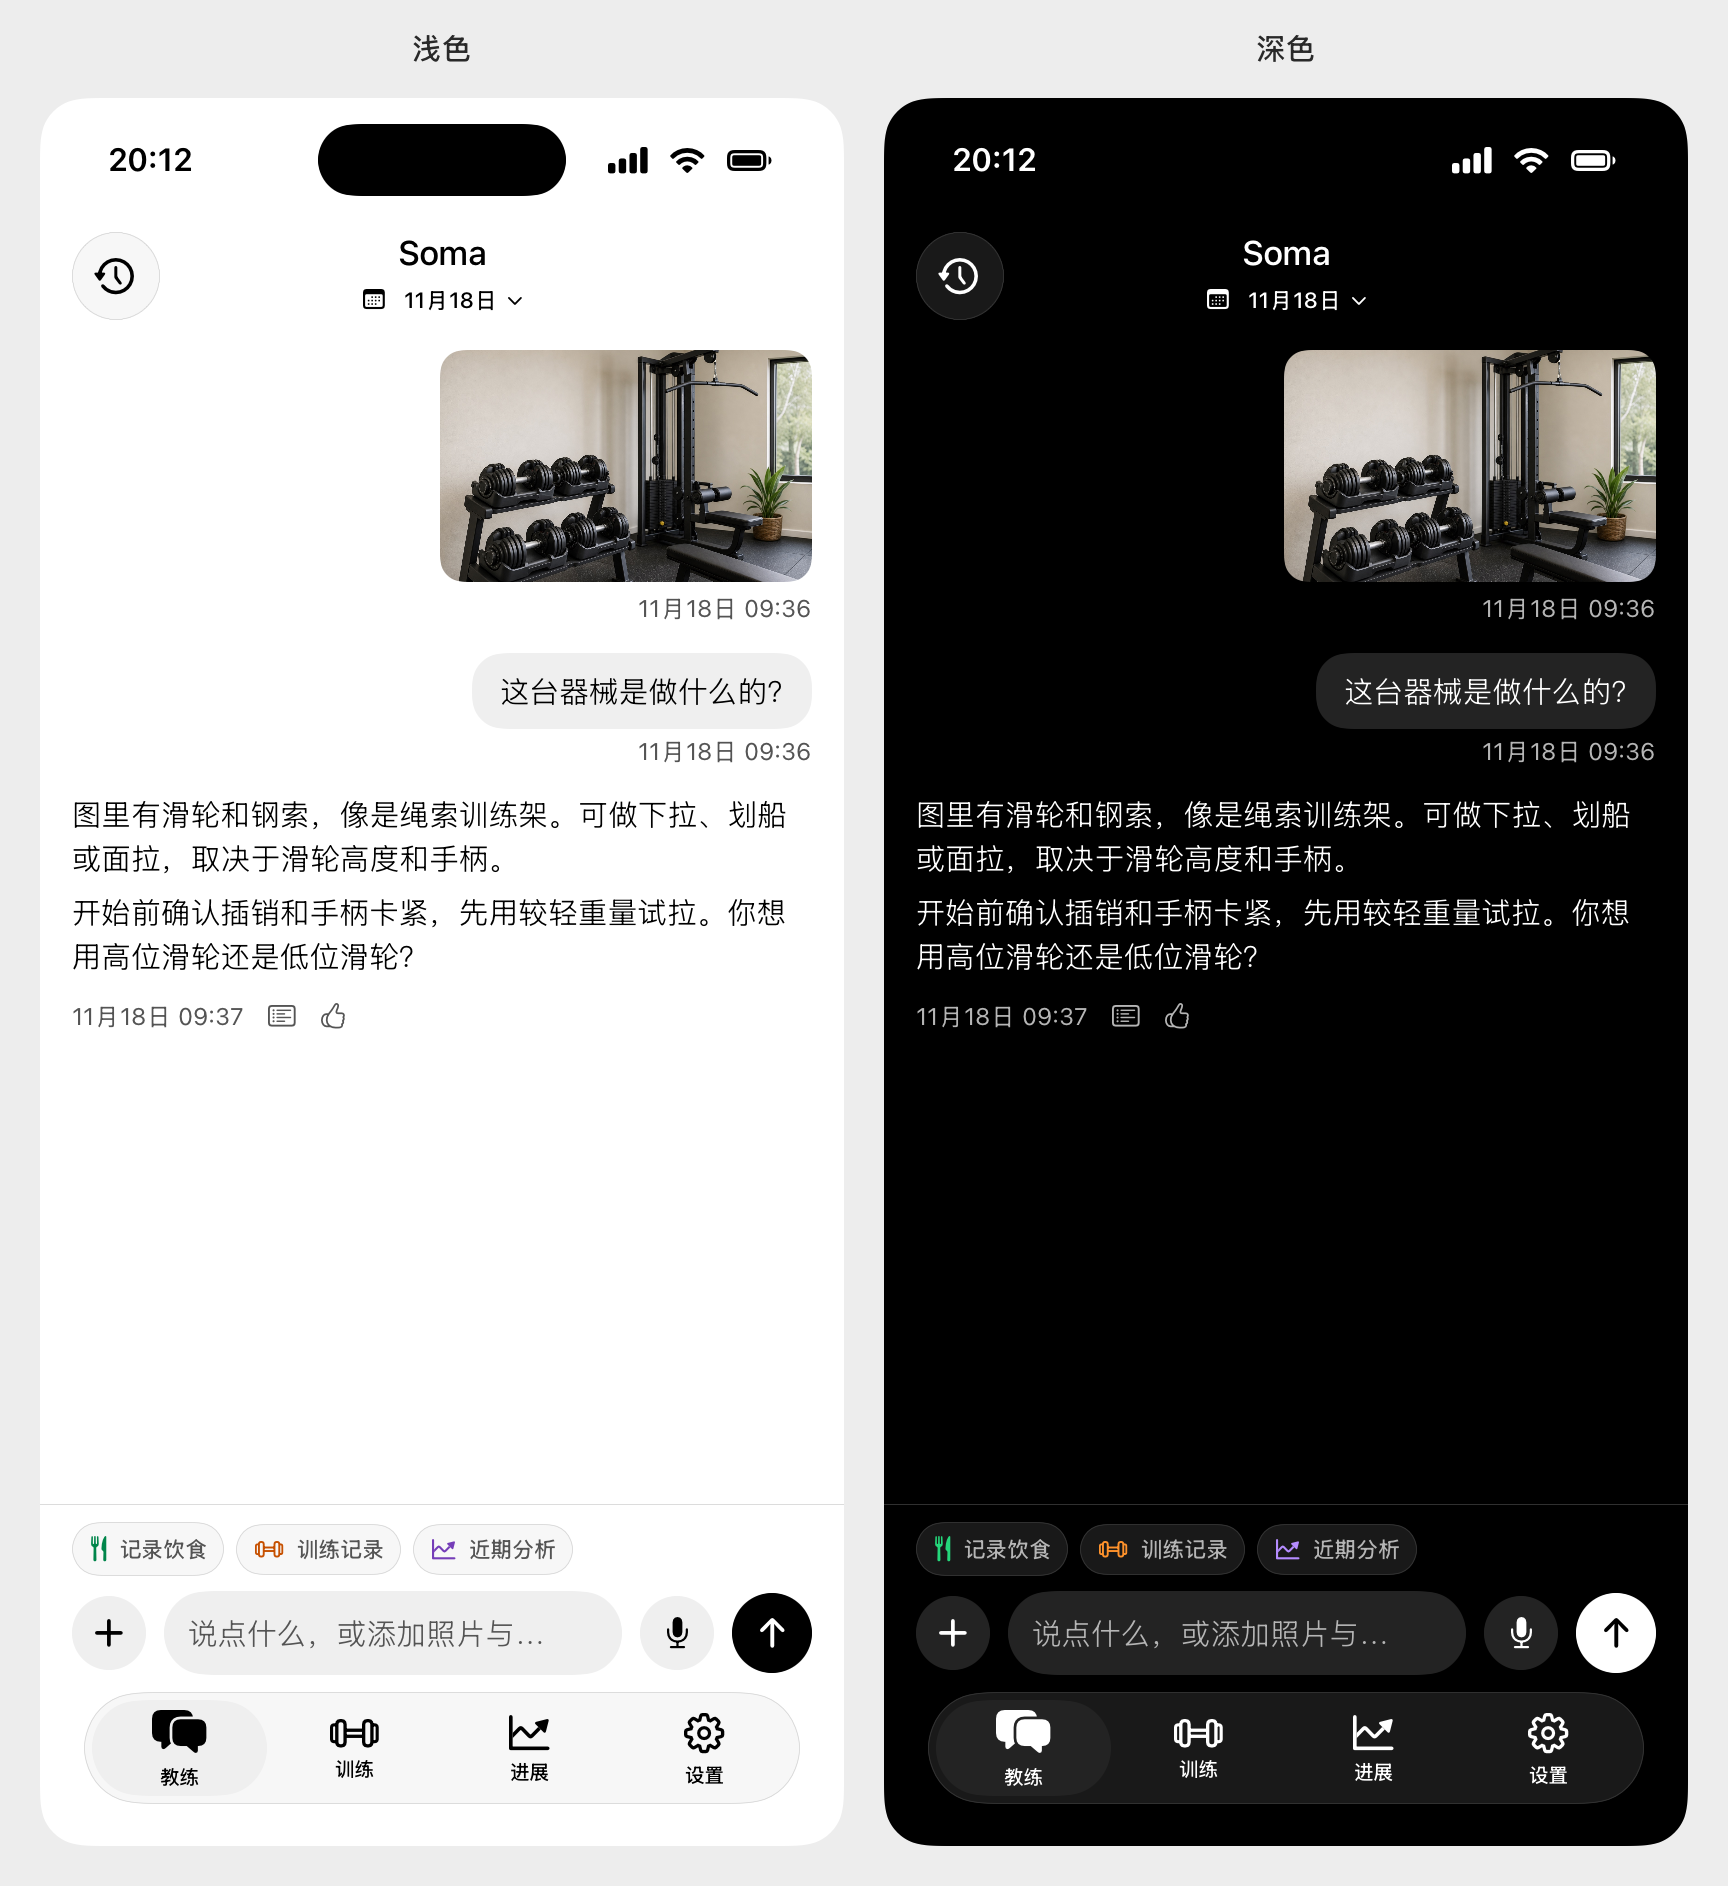 浅色
20:12
Soma
11月18日
11月18日 09:36
这台器械是做什么的?
11月18日 09:36
图里有滑轮和钢索，像是绳索训练架。可做下拉、划船
或面拉，取决于滑轮高度和手柄。
开始前确认插销和手柄卡紧，先用较轻重量试拉。你想
用高位滑轮还是低位滑轮?
11月18日 09:37
记录饮食 训练记录 近期分析
说点什么，或添加照片与...
教练 训练 进展 设置
深色
20:12
Soma
11月18日
11月18日 09:36
这台器械是做什么的?
11月18日 09:36
图里有滑轮和钢索，像是绳索训练架。可做下拉、划船
或面拉，取决于滑轮高度和手柄。
开始前确认插销和手柄卡紧，先用较轻重量试拉。你想
用高位滑轮还是低位滑轮?
11月18日 09:37
记录饮食 训练记录 近期分析
说点什么，或添加照片与...
教练 训练 进展 设置